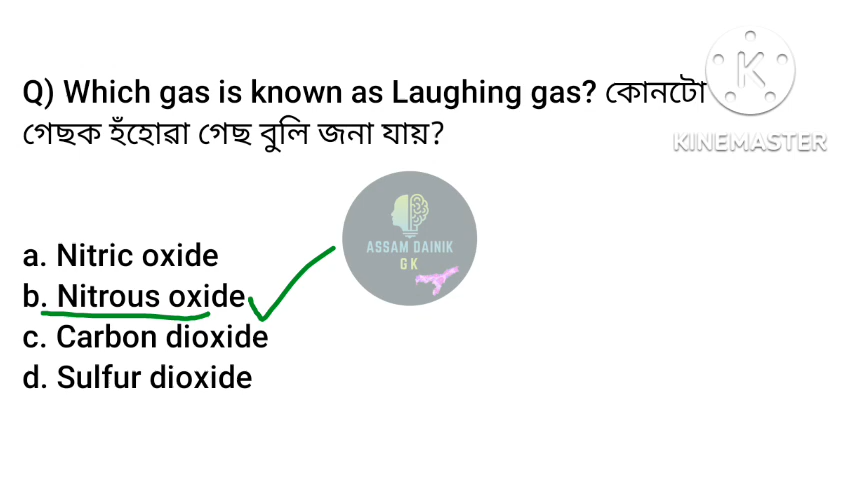 Q) Which gas is known as Laughing gas? কোনটো
গেছক হঁহোৱা গেছ বুলি জনা যায়?
KINEMASTER
ASSAM DAINIK
GK
a. Nitric oxide
b. Nitrous oxide
c. Carbon dioxide
d. Sulfur dioxide